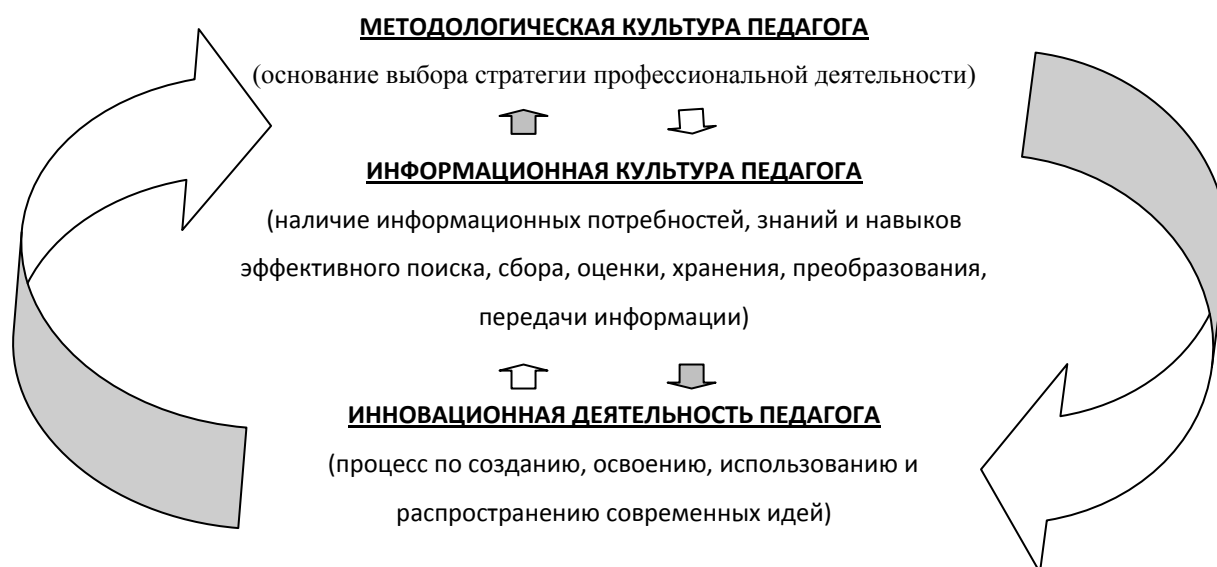 МЕТОДОЛОГИЧЕСКАЯ КУЛЬТУРА ПЕДАГОГА
(основание выбора стратегии профессиональной деятельности)
ИНФОРМАЦИОННАЯ КУЛЬТУРА ПЕДАГОГА
(наличие информационных потребностей, знаний и навыков
эффективного поиска, сбора, оценки, хранения, преобразования,
передачи информации)
ИННОВАЦИОННАЯ ДЕЯТЕЛЬНОСТЬ ПЕДАГОГА
(процесс по созданию, освоению, использованию и
распространению современных идей)